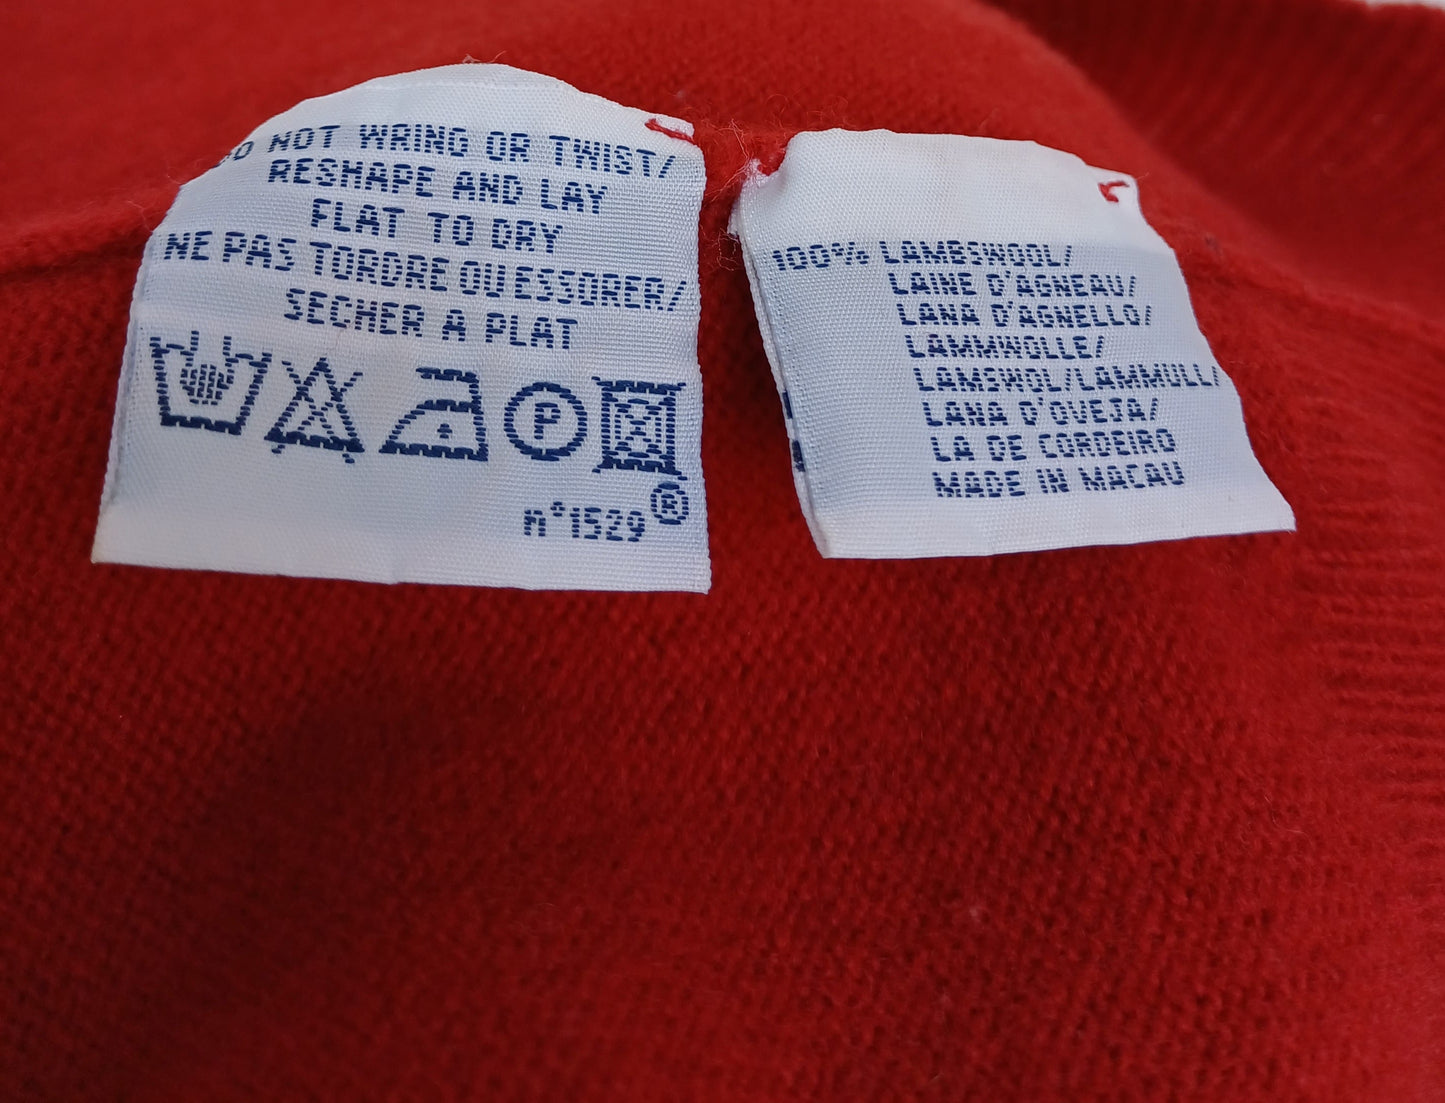 DO NOT WRING OR TWIST/
RESHAPE AND LAY
FLAT TO DRY
NE PAS TORDRE OU ESSORER/
SECHER A PLAT
P
n°1529®
100% LAMBSWOOL/
LAINE D'AGNEAU/
LANA D'AGNELLO/
LAMMWOLLE/
LAMSWOL/LAMMULL/
LANA D'OVEJA/
LA DE CORDEIRO
MADE IN MACAU